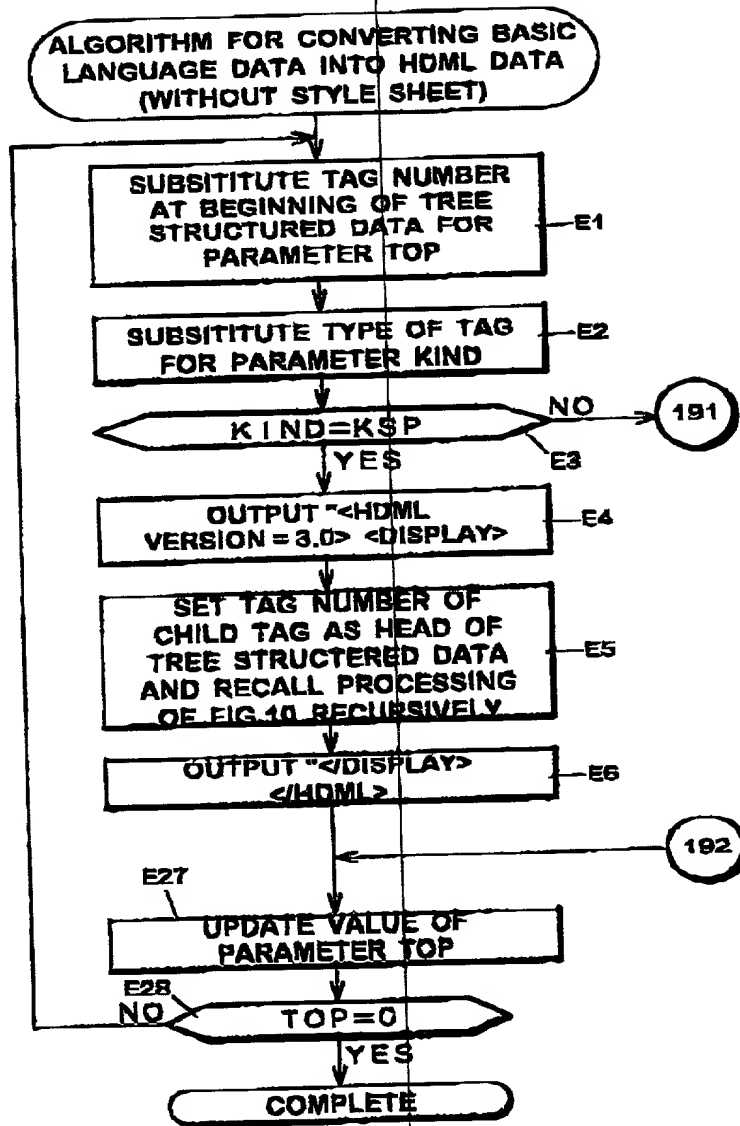 ALGORITHM FOR CONVERTING BASIC
LANGUAGE DATA INTO HDML DATA
(WITHOUT STYLE SHEET)
SUBSITITUTE TAG NUMBER
AT BEGINNING OF TREE
STRUCTURED DATA FOR
PARAMETER TOP
E1
SUBSITITUTE TYPE OF TAG
FOR PARAMETER KIND
E2
KIND=KSP
NO
191
E3
YES
OUTPUT "<HDML
VERSION=3.0> <DISPLAY>
E4
SET TAG NUMBER OF
CHILD TAG AS HEAD OF
TREE STRUCTERED DATA
AND RECALL PROCESSING
OF FIG.10 RECURSIVELY
E5
OUTPUT "</DISPLAY>
</HDML>
E6
192
E27
UPDATE VALUE OF
PARAMETER TOP
E28
NO
TOP=0
YES
COMPLETE